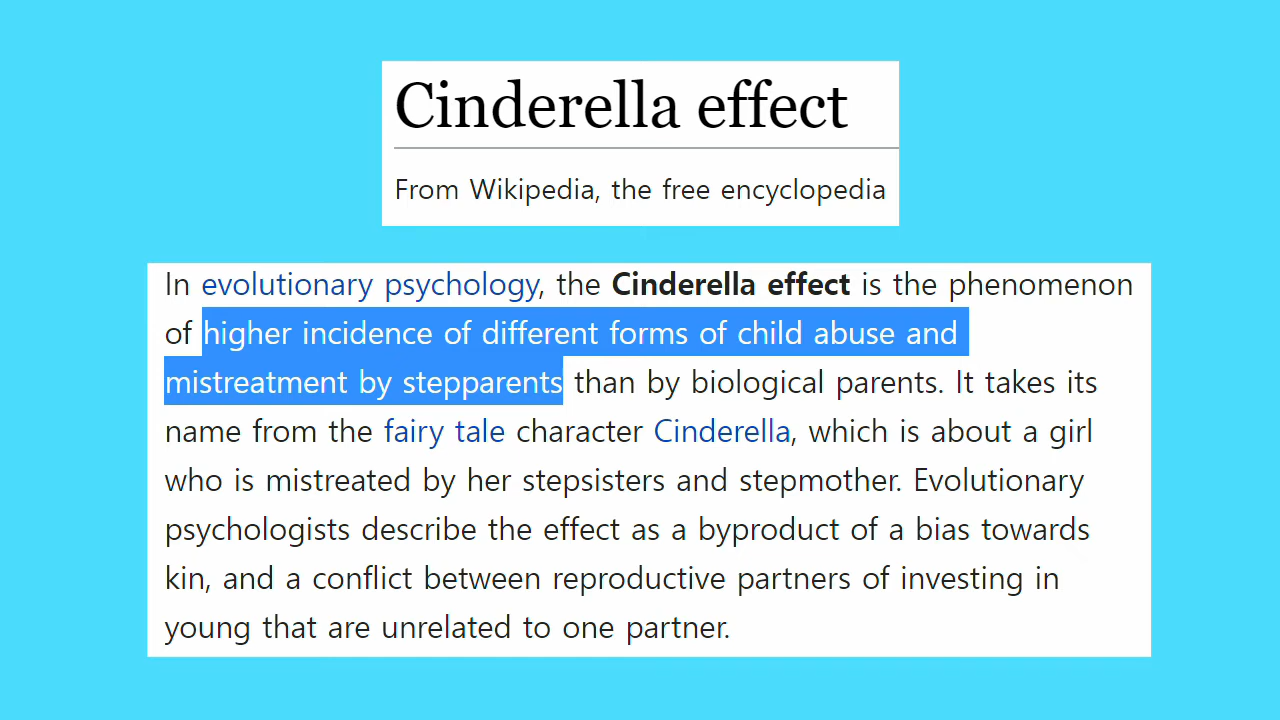 Cinderella effect
From Wikipedia, the free encyclopedia
In evolutionary psychology, the Cinderella effect is the phenomenon
of higher incidence of different forms of child abuse and
mistreatment by stepparents than by biological parents. It takes its
name from the fairy tale character Cinderella, which is about a girl
who is mistreated by her stepsisters and stepmother. Evolutionary
psychologists describe the effect as a byproduct of a bias towards
kin, and a conflict between reproductive partners of investing in
young that are unrelated to one partner.